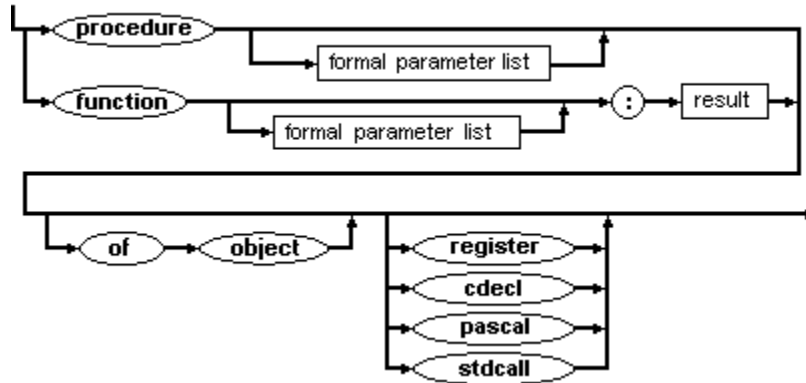 procedure
formal parameter list
function
formal parameter list
:
result
of object
register
cdecl
pascal
stdcall